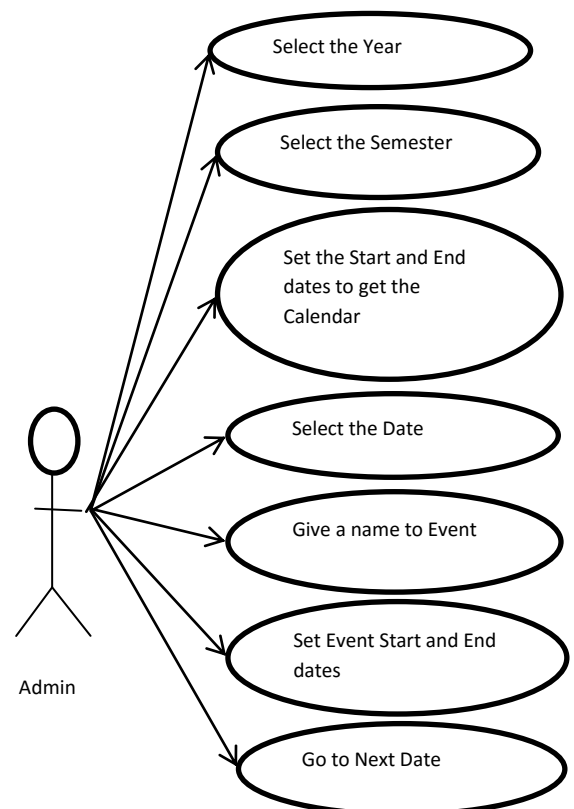 Select the Year
Select the Semester
Set the Start and End
dates to get the
Calendar
Select the Date
Give a name to Event
Set Event Start and End
dates
Admin
Go to Next Date